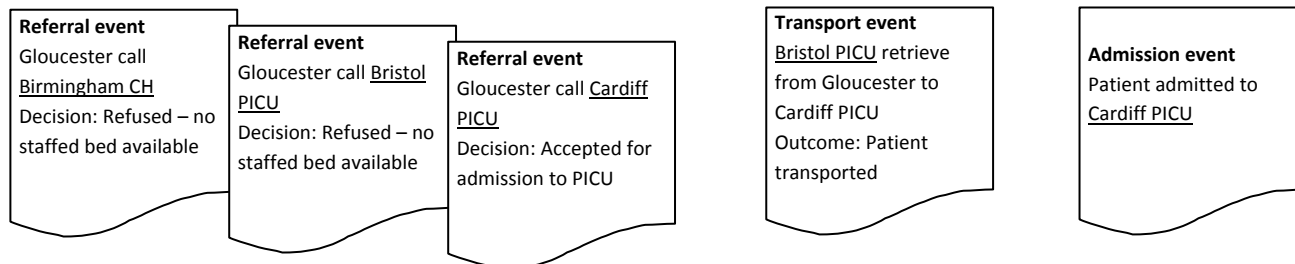 Referral event
Gloucester call
Birmingham CH
Decision: Refused – no
staffed bed available
Referral event
Gloucester call Bristol
PICU
Decision: Refused – no
staffed bed available
Referral event
Gloucester call Cardiff
PICU
Decision: Accepted for
admission to PICU
Transport event
Bristol PICU retrieve
from Gloucester to
Cardiff PICU
Outcome: Patient
transported
Admission event
Patient admitted to
Cardiff PICU